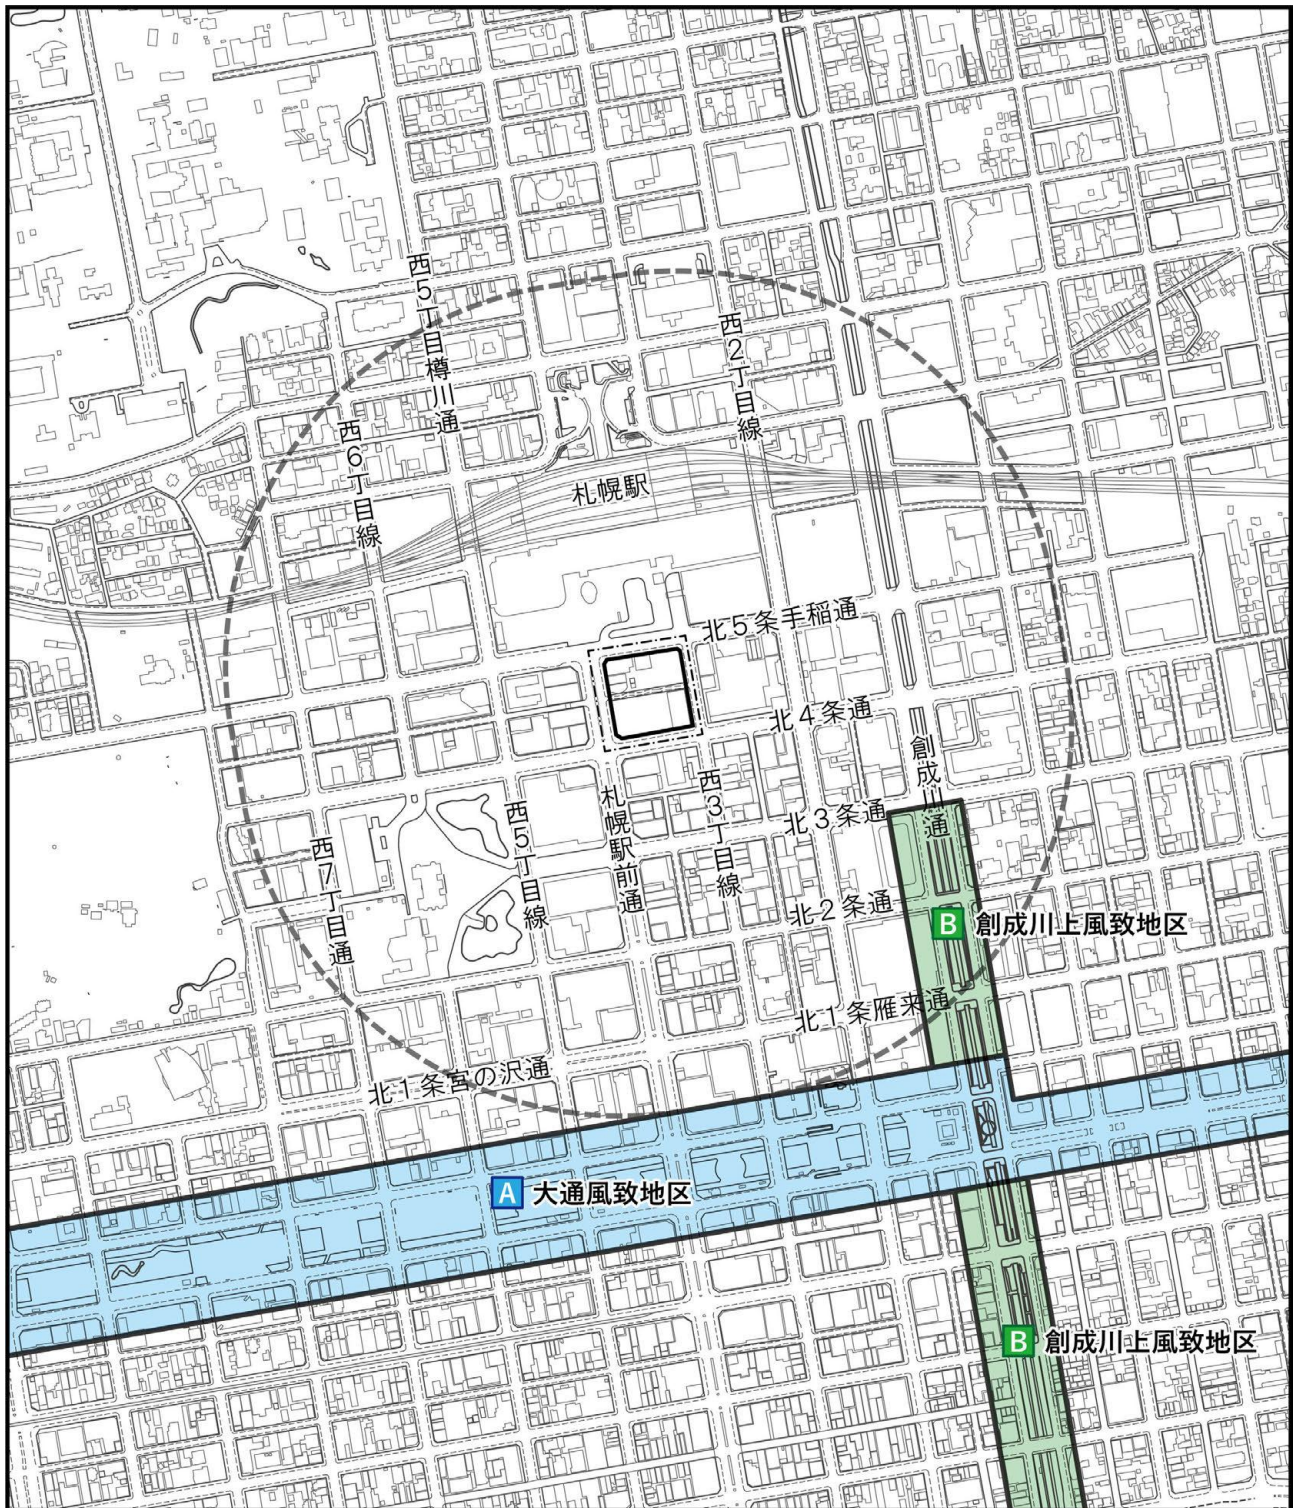 西5丁目樽川通
西2丁目線
西6丁目線
札幌駅
北5条手稲通
北4条通
創成川通
西3丁目線
札幌駅前通
西5丁目線
北3条通
西7丁目通
北2条通
B 創成川上風致地区
北1条雁来通
北1条宮の沢通
A 大通風致地区
B 創成川上風致地区